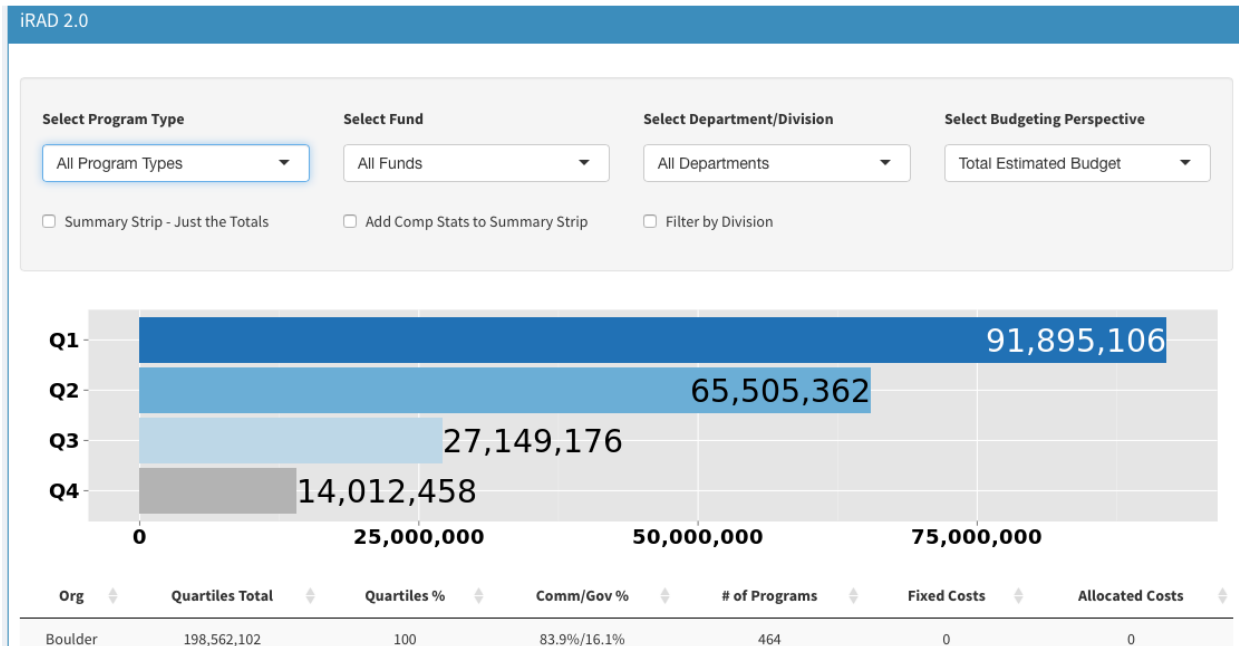 iRAD 2.0
Select Program Type Select Fund Select Department/Division Select Budgeting Perspective
All Program Types All Funds All Departments Total Estimated Budget
Summary Strip - Just the Totals Add Comp Stats to Summary Strip Filter by Division
Q1 91,895,106
Q2 65,505,362
Q3 27,149,176
Q4 14,012,458
0 25,000,000 50,000,000 75,000,000
Org Quartiles Total Quartiles % Comm/Gov % # of Programs Fixed Costs Allocated Costs
Boulder 198,562,102 100 83.9%/16.1% 464 0 0